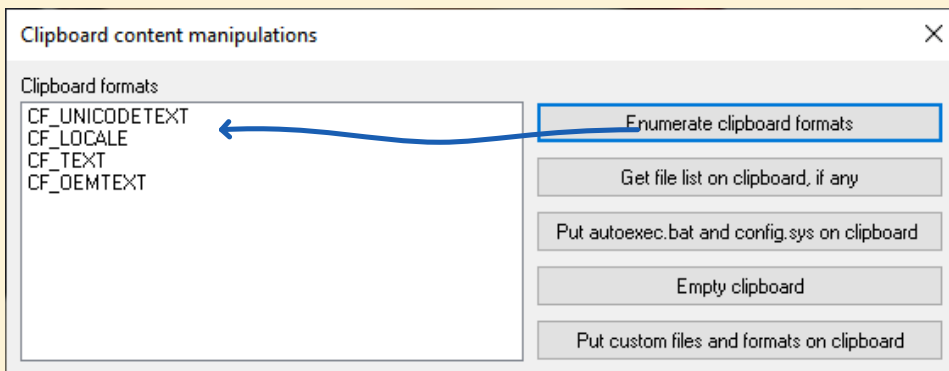 Clipboard content manipulations
Clipboard formats
CF_UNICODETEXT
CF_LOCALE
CF_TEXT
CF_OEMTEXT
Enumerate clipboard formats
Get file list on clipboard, if any
Put autoexec.bat and config.sys on clipboard
Empty clipboard
Put custom files and formats on clipboard